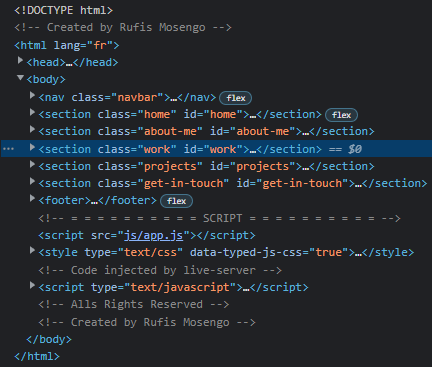 <!DOCTYPE html>
<!-- Created by Rufis Mosengo -->
<html lang="fr">
<head>…</head>
<body>
<nav class="navbar">…</nav> flex
<section class="home" id="home">…</section> flex
<section class="about-me" id="about-me">…</section>
<section class="work" id="work">…</section> == $0
<section class="projects" id="projects">…</section>
<section class="get-in-touch" id="get-in-touch">…</section>
<footer>…</footer> flex
<!-- = = = = = = = = = = SCRIPT = = = = = = = = = = -->
<script src="js/app.js"></script>
<style type="text/css" data-typed-js-css="true">…</style>
<!-- Code injected by live-server -->
<script type="text/javascript">…</script>
<!-- Alls Rights Reserved -->
<!-- Created by Rufis Mosengo -->
</body>
</html>